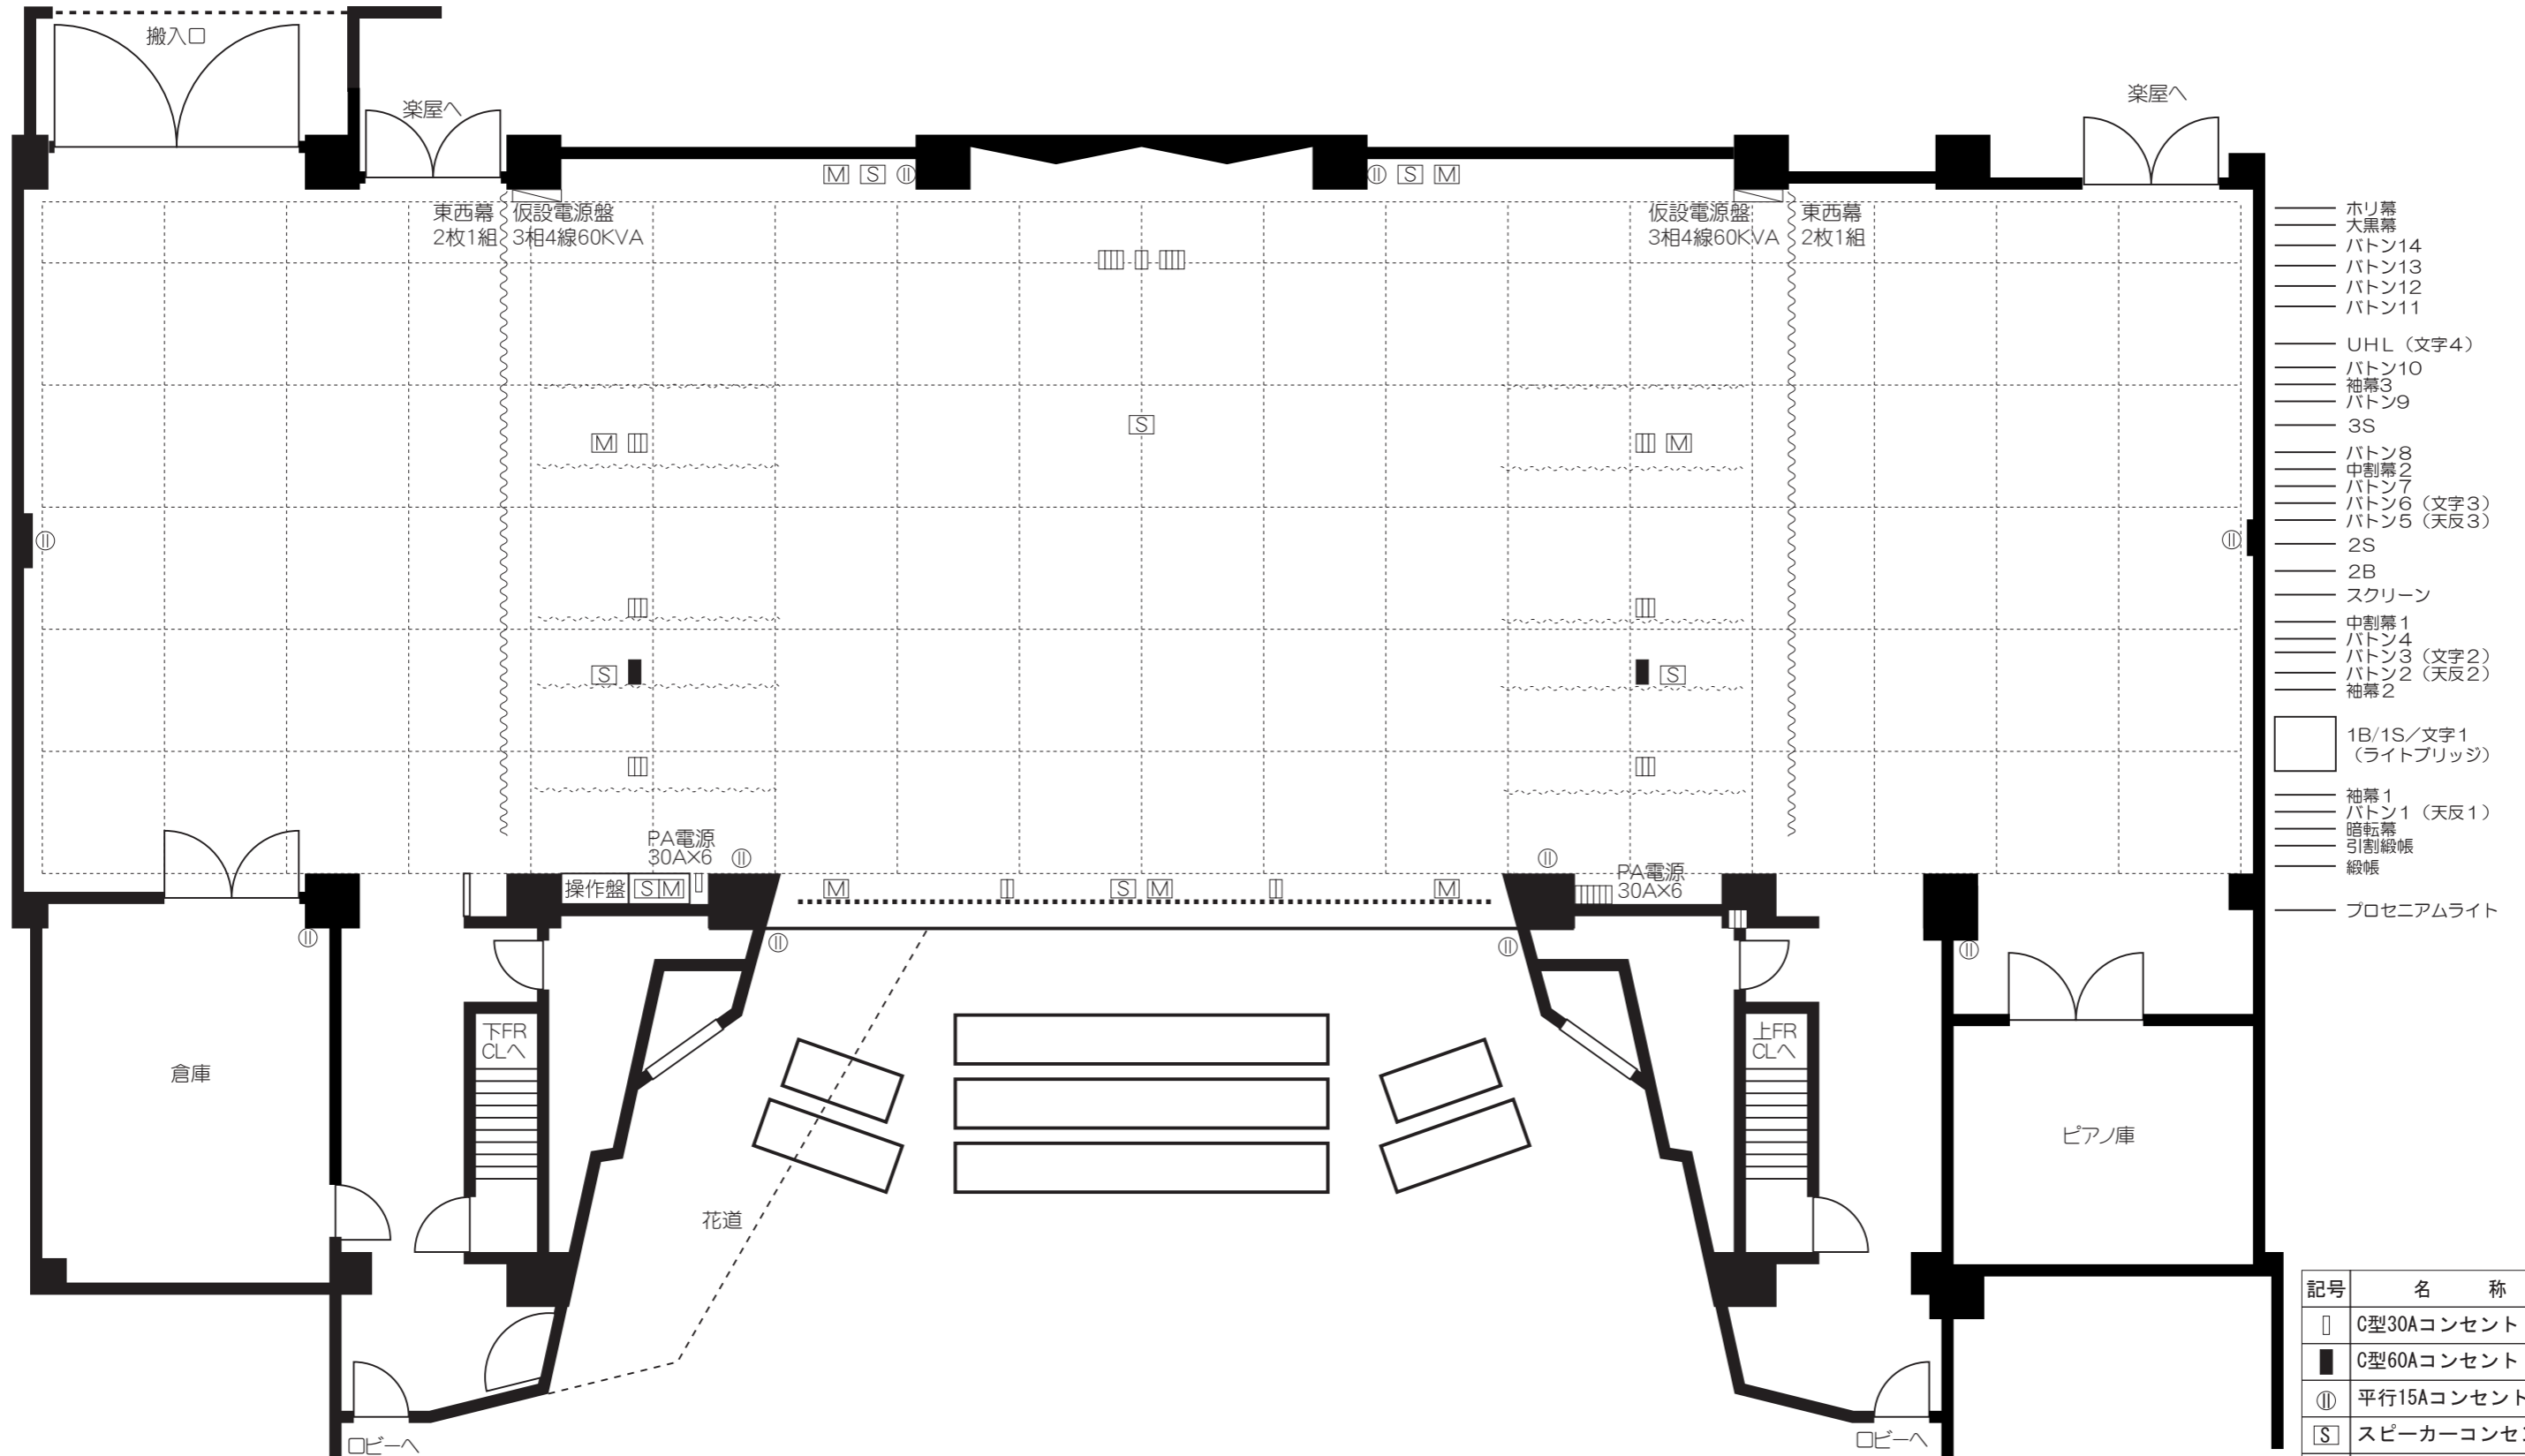 搬入口
楽屋へ
楽屋へ
M S
S M
東西幕
2枚1組
仮設電源盤
3相4線60KVA
仮設電源盤
3相4線60KVA
東西幕
2枚1組
S
M
M
S
S
PA電源
30A×6
PA電源
30A×6
操作盤
S M
M
S M
M
下FR
CLへ
上FR
CLへ
倉庫
ピアノ庫
花道
ロビーへ
ロビーへ
ホリ幕
大黒幕
バトン14
バトン13
バトン12
バトン11
UHL（文字4）
バトン10
袖幕3
バトン9
3S
バトン8
中割幕2
バトン7
バトン6（文字3）
バトン5（天反3）
2S
2B
スクリーン
中割幕1
バトン4
バトン3（文字2）
バトン2（天反2）
袖幕2
1B/1S／文字1
（ライトブリッジ）
袖幕1
バトン1（天反1）
暗転幕
引割緞帳
緞帳
プロセニアムライト
記号 名 称
C型30Aコンセント
C型60Aコンセント
平行15Aコンセント
S スピーカーコンセ